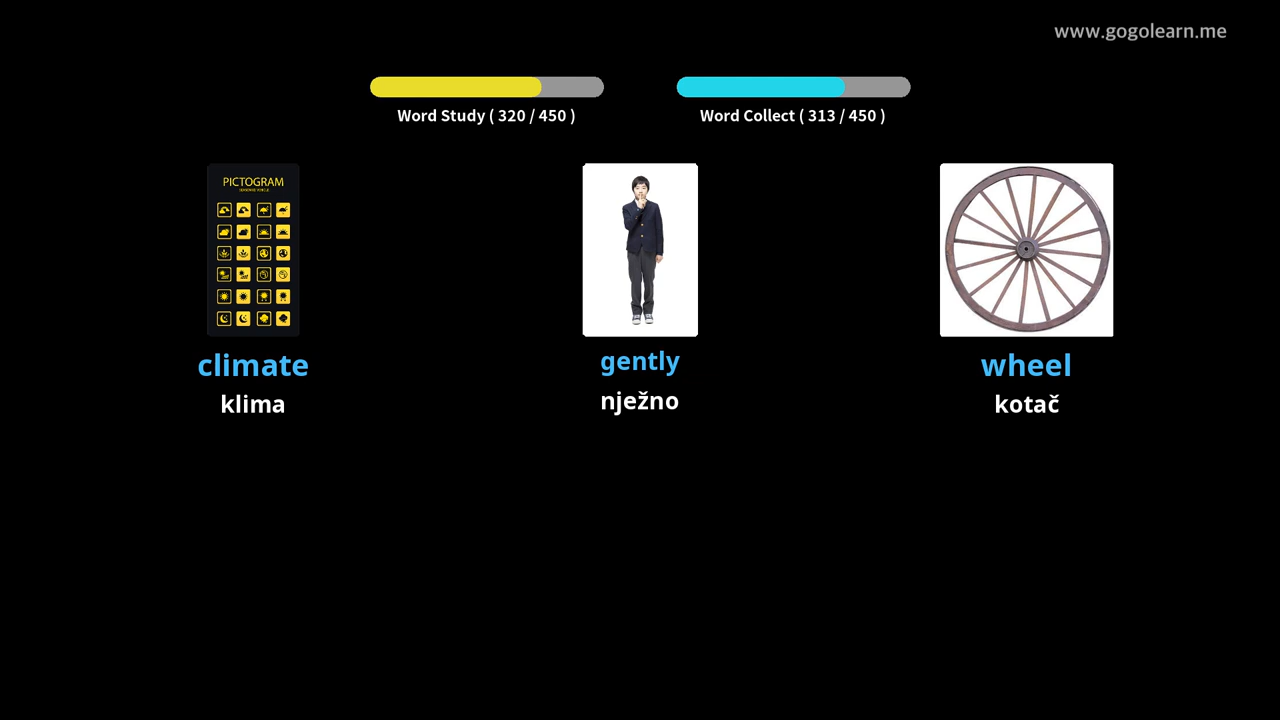 www.gogolearn.me
Word Study ( 320 / 450 )
Word Collect ( 313 / 450 )
PICTOGRAM
climate
klima
gently
nježno
wheel
kotač